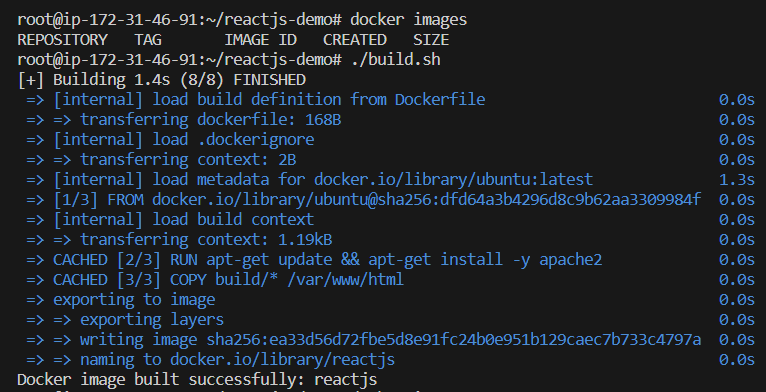 root@ip-172-31-46-91:~/reactjs-demo# docker images
REPOSITORY   TAG       IMAGE ID   CREATED   SIZE
root@ip-172-31-46-91:~/reactjs-demo# ./build.sh
[+] Building 1.4s (8/8) FINISHED
=> [internal] load build definition from Dockerfile 0.0s
=> => transferring dockerfile: 168B 0.0s
=> [internal] load .dockerignore 0.0s
=> => transferring context: 2B 0.0s
=> [internal] load metadata for docker.io/library/ubuntu:latest 1.3s
=> [1/3] FROM docker.io/library/ubuntu@sha256:dfd64a3b4296d8c9b62aa3309984f 0.0s
=> [internal] load build context 0.0s
=> => transferring context: 1.19kB 0.0s
=> CACHED [2/3] RUN apt-get update && apt-get install -y apache2 0.0s
=> CACHED [3/3] COPY build/* /var/www/html 0.0s
=> exporting to image 0.0s
=> => exporting layers 0.0s
=> => writing image sha256:ea33d56d72fbe5d8e91fc24b0e951b129caec7b733c4797a 0.0s
=> => naming to docker.io/library/reactjs 0.0s
Docker image built successfully: reactjs